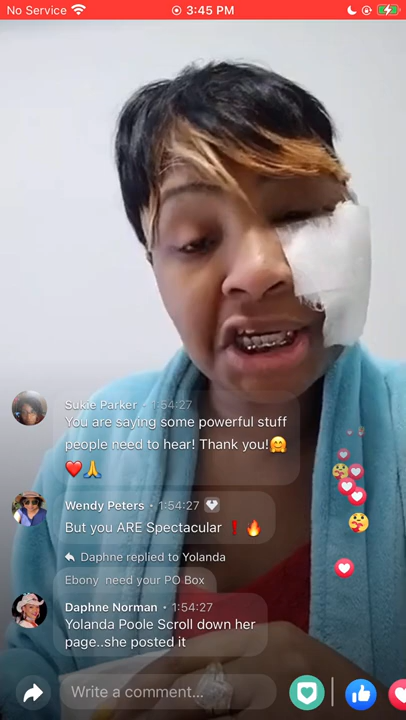 No Service 3:45 PM
Sukie Parker • 1:54:27
You are saying some powerful stuff
people need to hear! Thank you!🤗
❤️🙏
Wendy Peters • 1:54:27
But you ARE Spectacular ❗🔥
Daphne replied to Yolanda
Ebony need your PO Box
Daphne Norman • 1:54:27
Yolanda Poole Scroll down her
page..she posted it
Write a comment...